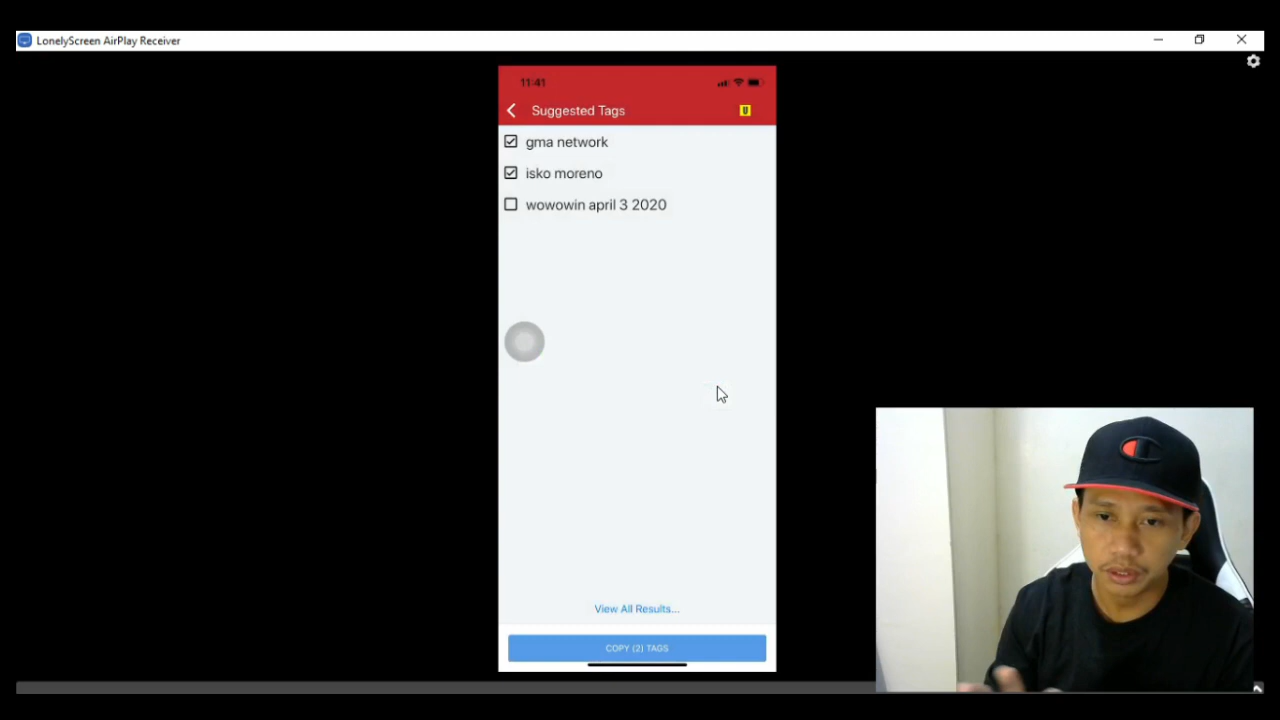 LonelyScreen AirPlay Receiver
11:41
Suggested Tags
U
gma network
isko moreno
wowowin april 3 2020
View All Results...
COPY (2) TAGS